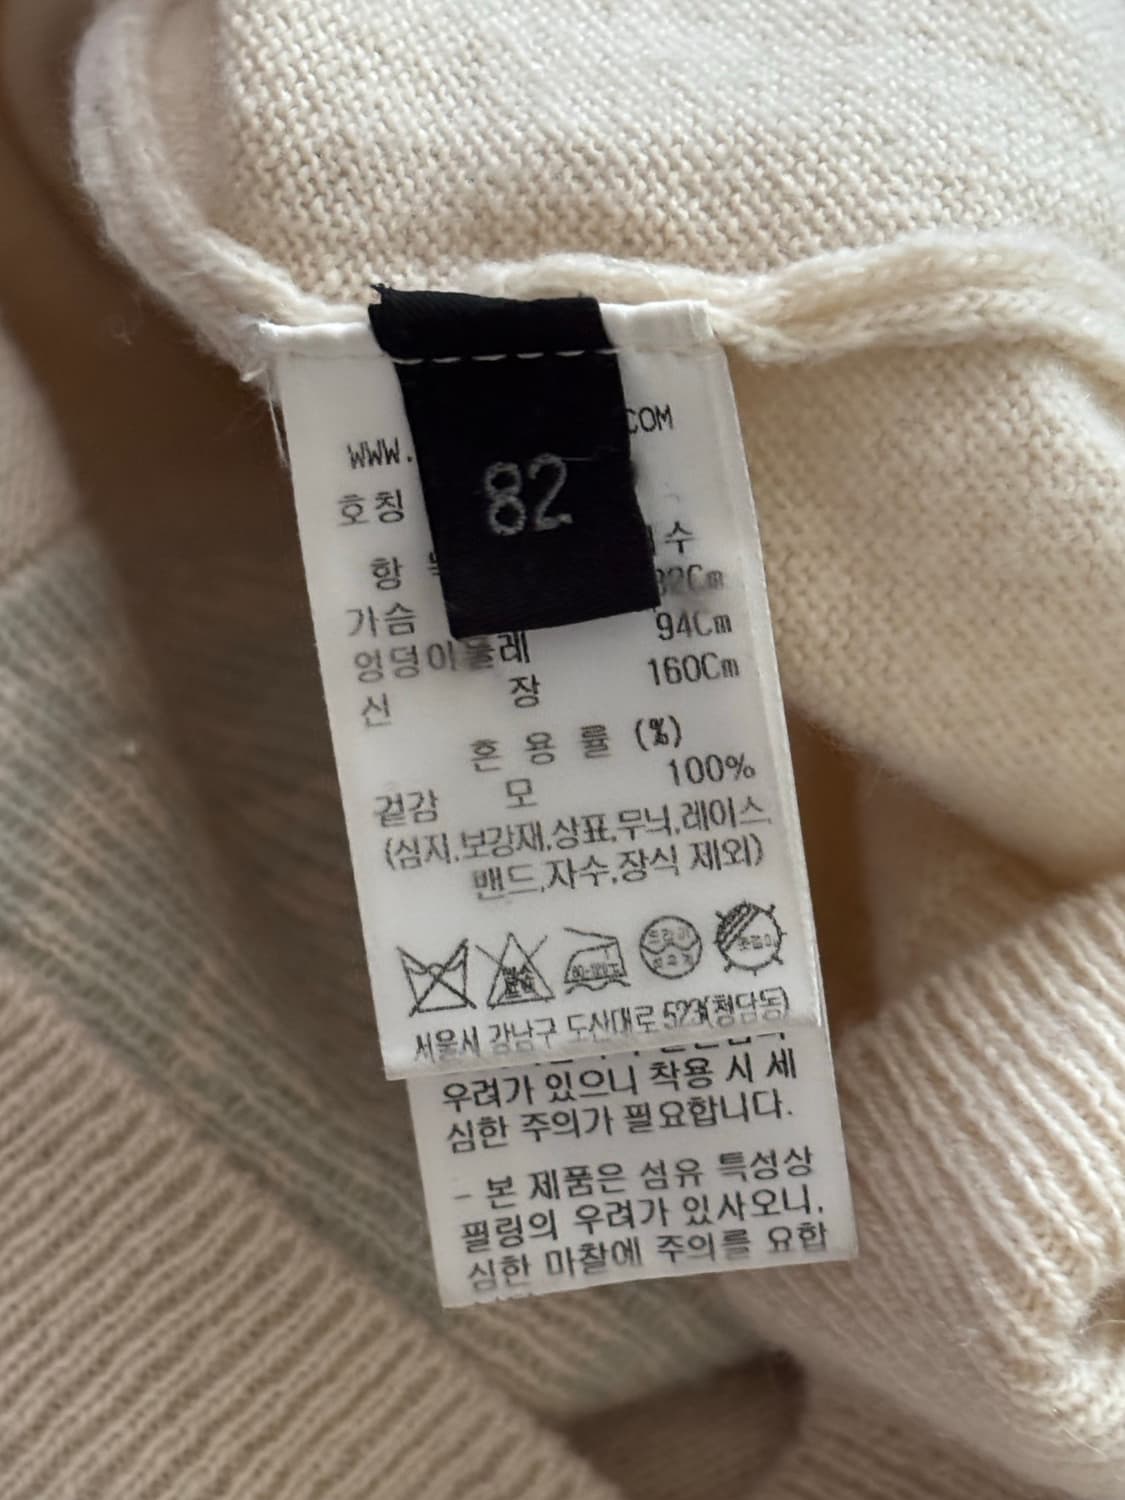 82
WWW.
COM
호칭
항
수
82Cm
가슴
94Cm
엉덩이둘레
160Cm
신 장
혼 용 률 (%)
겉감 모 100%
(심지,보강재,상표,무늬,레이스,
밴드,자수,장식 제외)
드라이
서울시 강남구 도산대로 523(청담동)
우려가 있으니 착용 시 세
심한 주의가 필요합니다.
- 본 제품은 섬유 특성상
필링의 우려가 있사오니,
심한 마찰에 주의를 요합